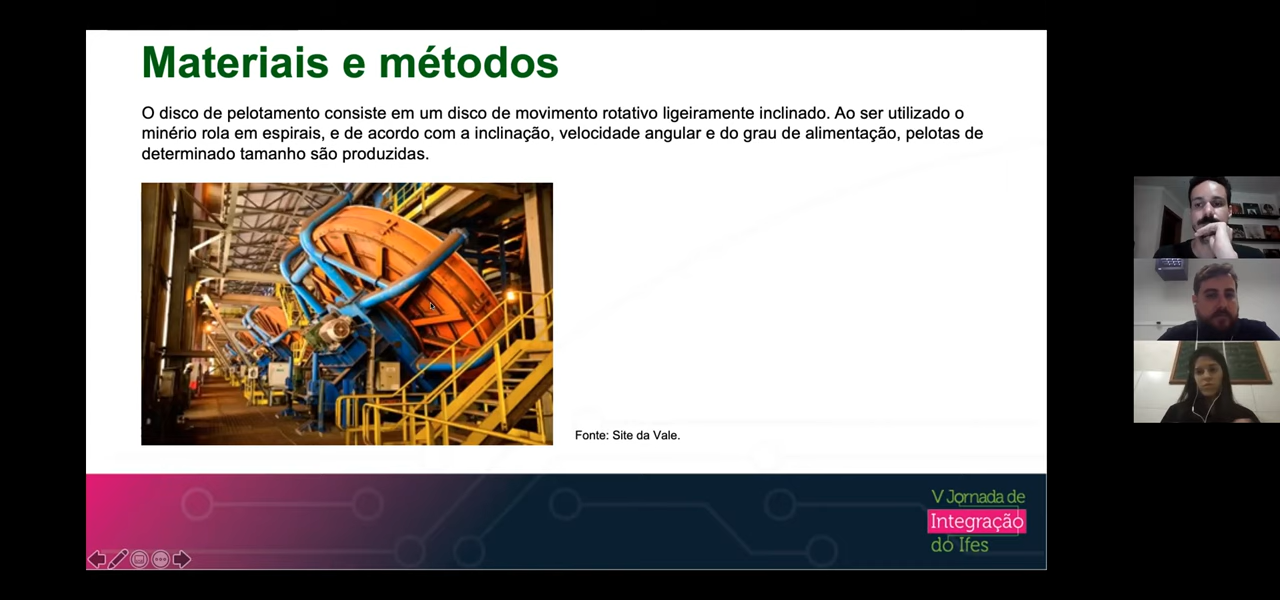 Materiais e métodos
O disco de pelotamento consiste em um disco de movimento rotativo ligeiramente inclinado. Ao ser utilizado o
minério rola em espirais, e de acordo com a inclinação, velocidade angular e do grau de alimentação, pelotas de
determinado tamanho são produzidas.
Fonte: Site da Vale.
V Jornada de
Integração
do Ifes